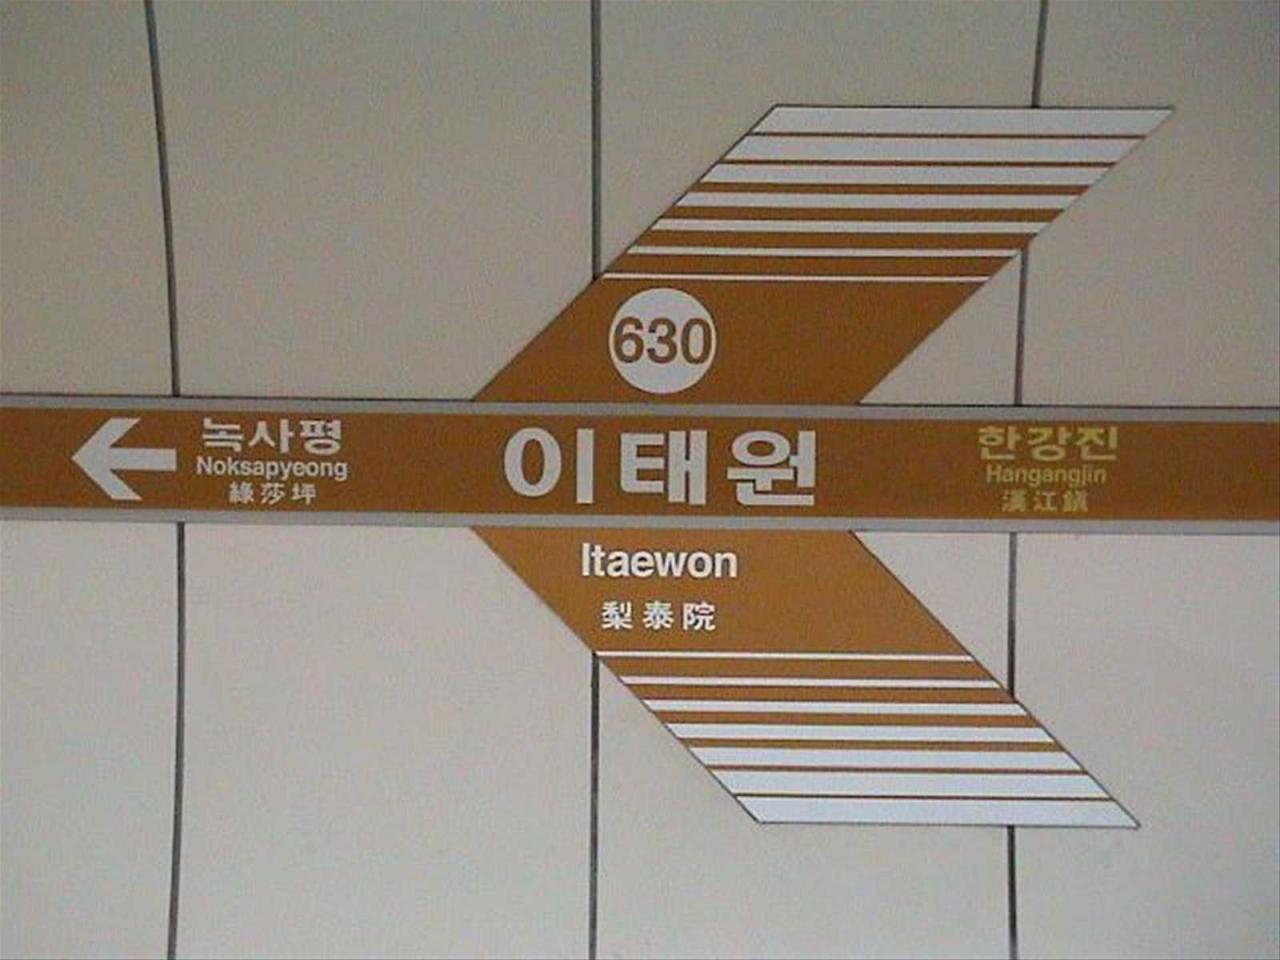 630
녹사평
Noksapyeong
綠莎坪
이태원
한강진
Hangangjin
漢江鎭
Itaewon
梨泰院